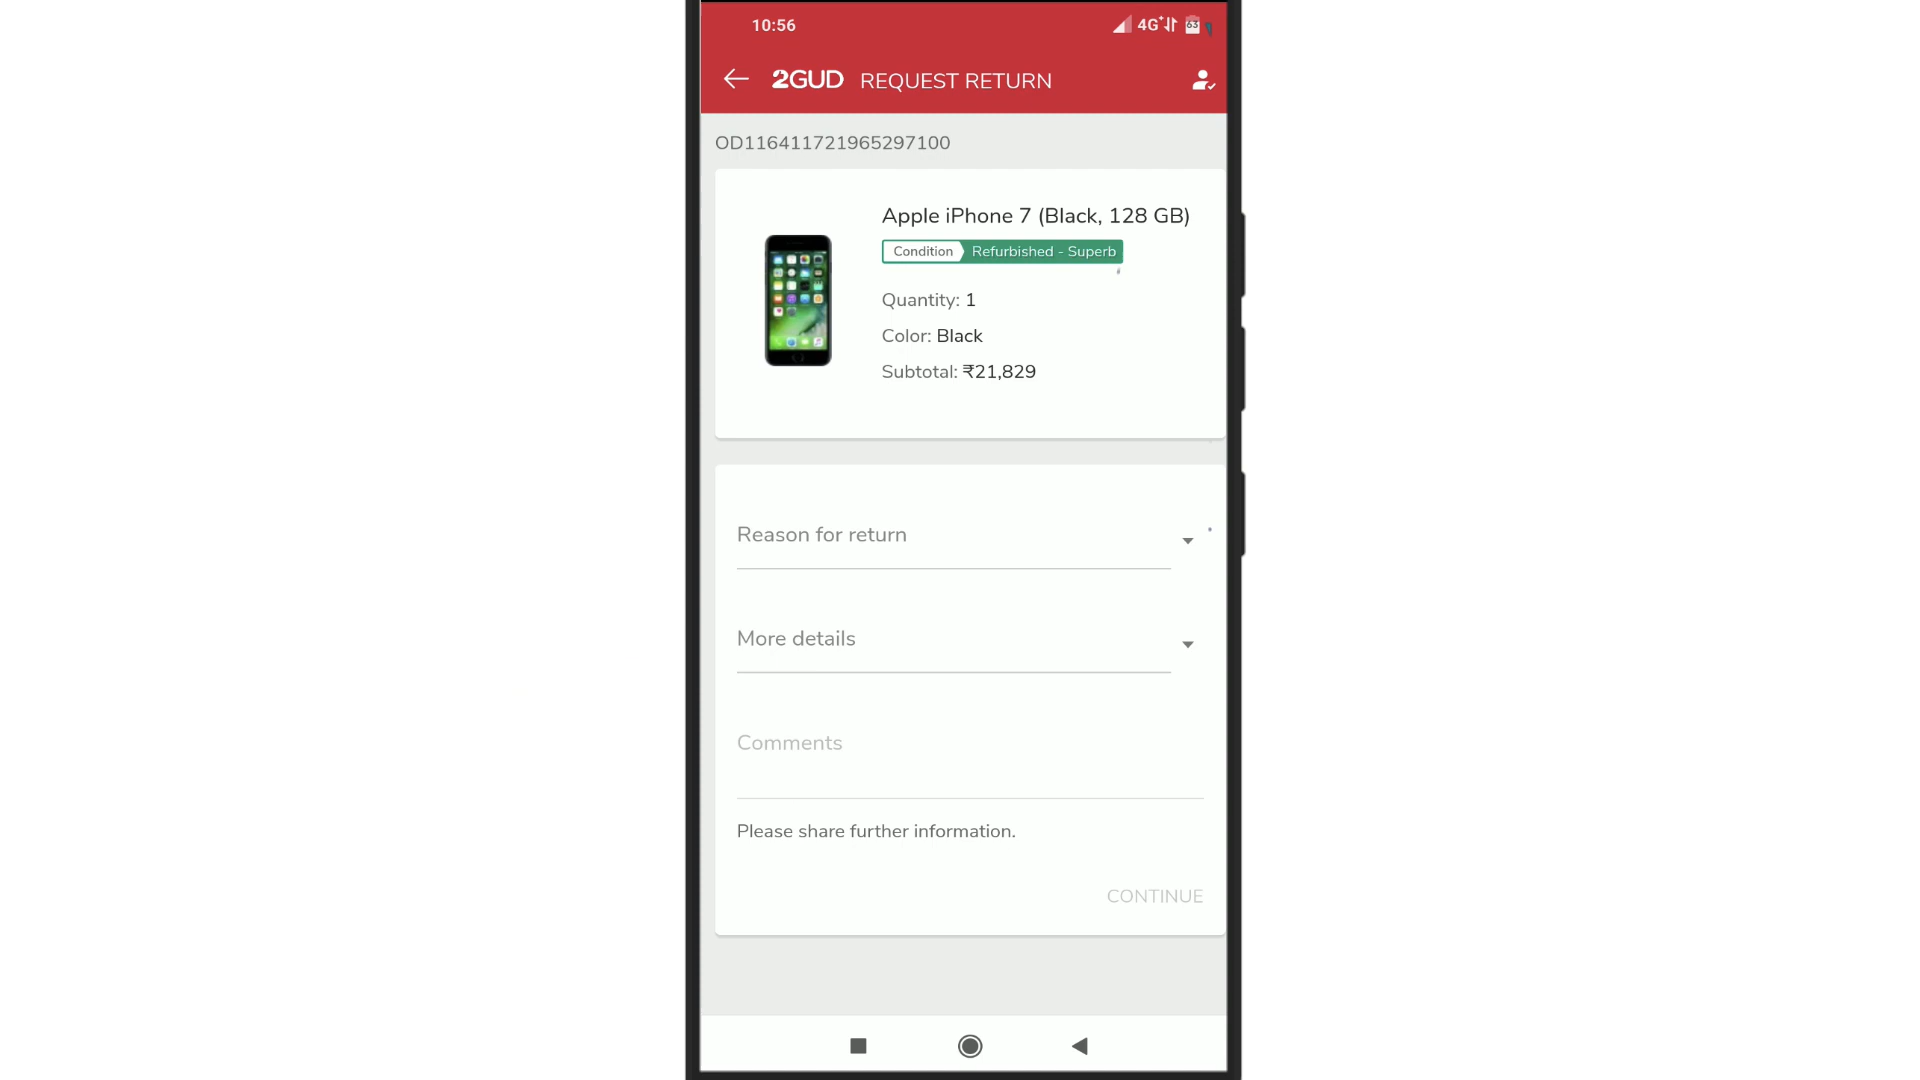 10:56
4G+ 63
2GUD REQUEST RETURN
OD116411721965297100
Apple iPhone 7 (Black, 128 GB)
Condition Refurbished - Superb
Quantity: 1
Color: Black
Subtotal: ₹21,829
Reason for return
More details
Comments
Please share further information.
CONTINUE